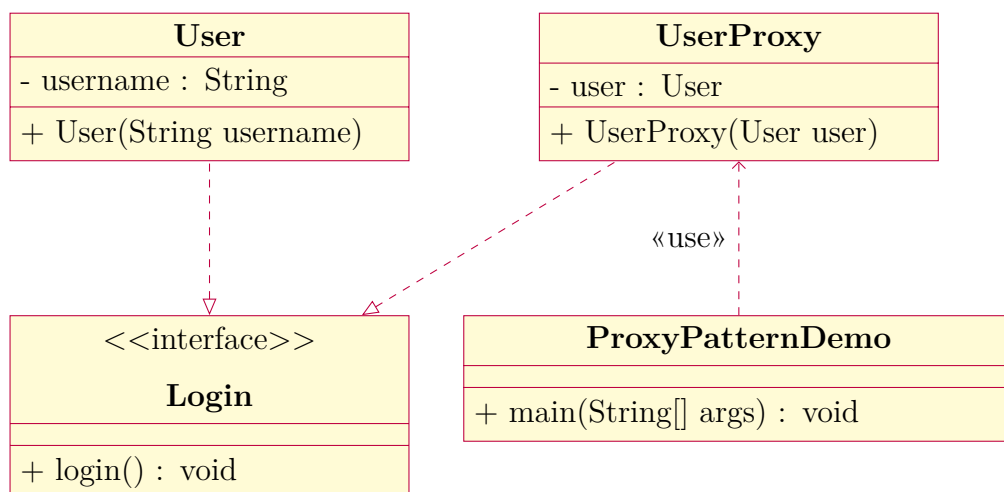 User
- username : String
+ User(String username)
UserProxy
- user : User
+ UserProxy(User user)
«use»
<<interface>>
Login
+ login() : void
ProxyPatternDemo
+ main(String[] args) : void